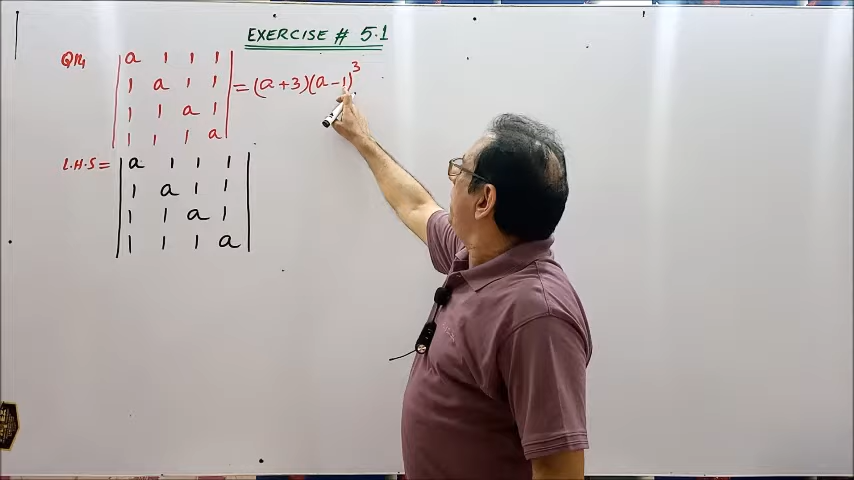 EXERCISE # 5.1
| a 1 1 1 |
| 1 a 1 1 | = (a+3)(a-1)³
| 1 1 a 1 |
| 1 1 1 a |
L.H.S = | a 1 1 1 |
| 1 a 1 1 |
| 1 1 a 1 |
| 1 1 1 a |